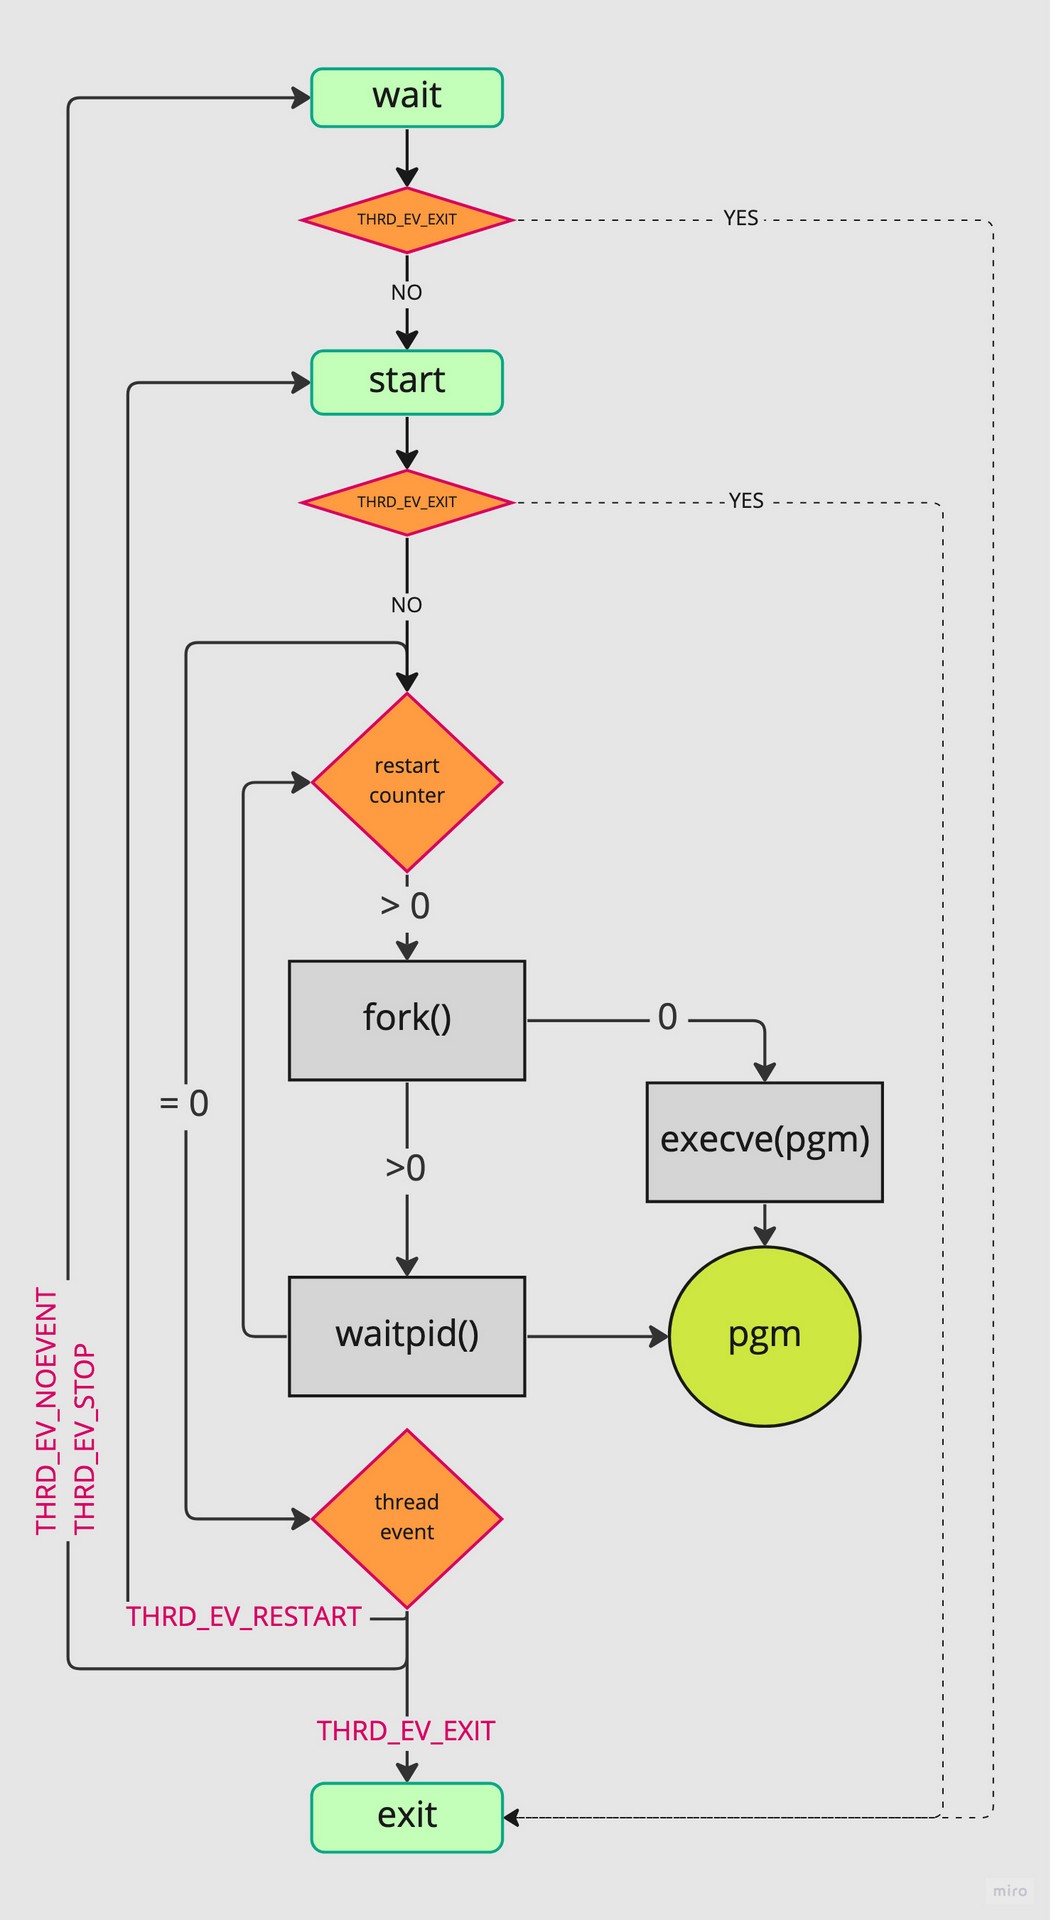 wait
THRD_EV_EXIT
YES
NO
start
THRD_EV_EXIT
YES
NO
restart
counter
> 0
fork()
0
= 0
>0
execve(pgm)
waitpid()
pgm
THRD_EV_NOEVENT
THRD_EV_STOP
thread
event
THRD_EV_RESTART
THRD_EV_EXIT
exit
miro